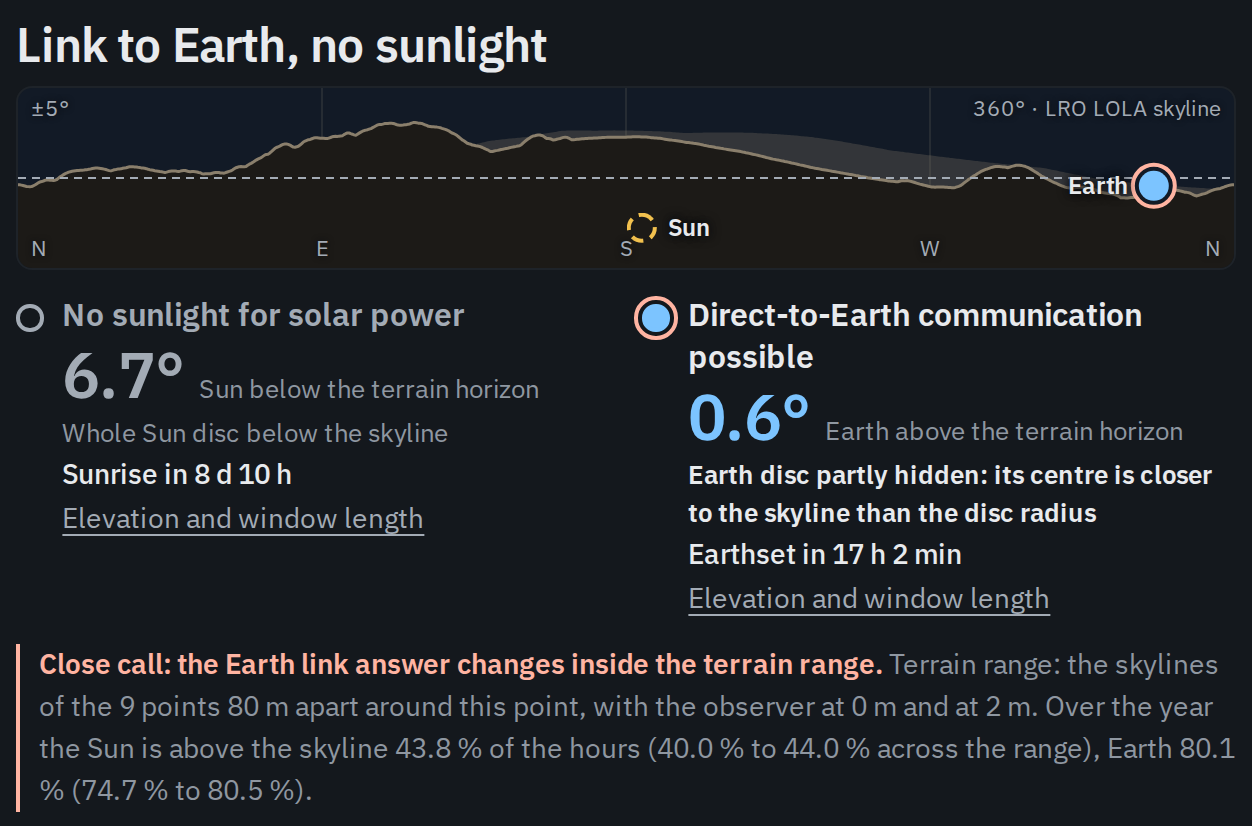 Link to Earth, no sunlight
±5°
360° · LRO LOLA skyline
Earth
Sun
N
E
S
W
N
No sunlight for solar power
6.7° Sun below the terrain horizon
Whole Sun disc below the skyline
Sunrise in 8 d 10 h
Elevation and window length
Direct-to-Earth communication
possible
0.6° Earth above the terrain horizon
Earth disc partly hidden: its centre is closer
to the skyline than the disc radius
Earthset in 17 h 2 min
Elevation and window length
Close call: the Earth link answer changes inside the terrain range. Terrain range: the skylines
of the 9 points 80 m apart around this point, with the observer at 0 m and at 2 m. Over the year
the Sun is above the skyline 43.8 % of the hours (40.0 % to 44.0 % across the range), Earth 80.1
% (74.7 % to 80.5 %).